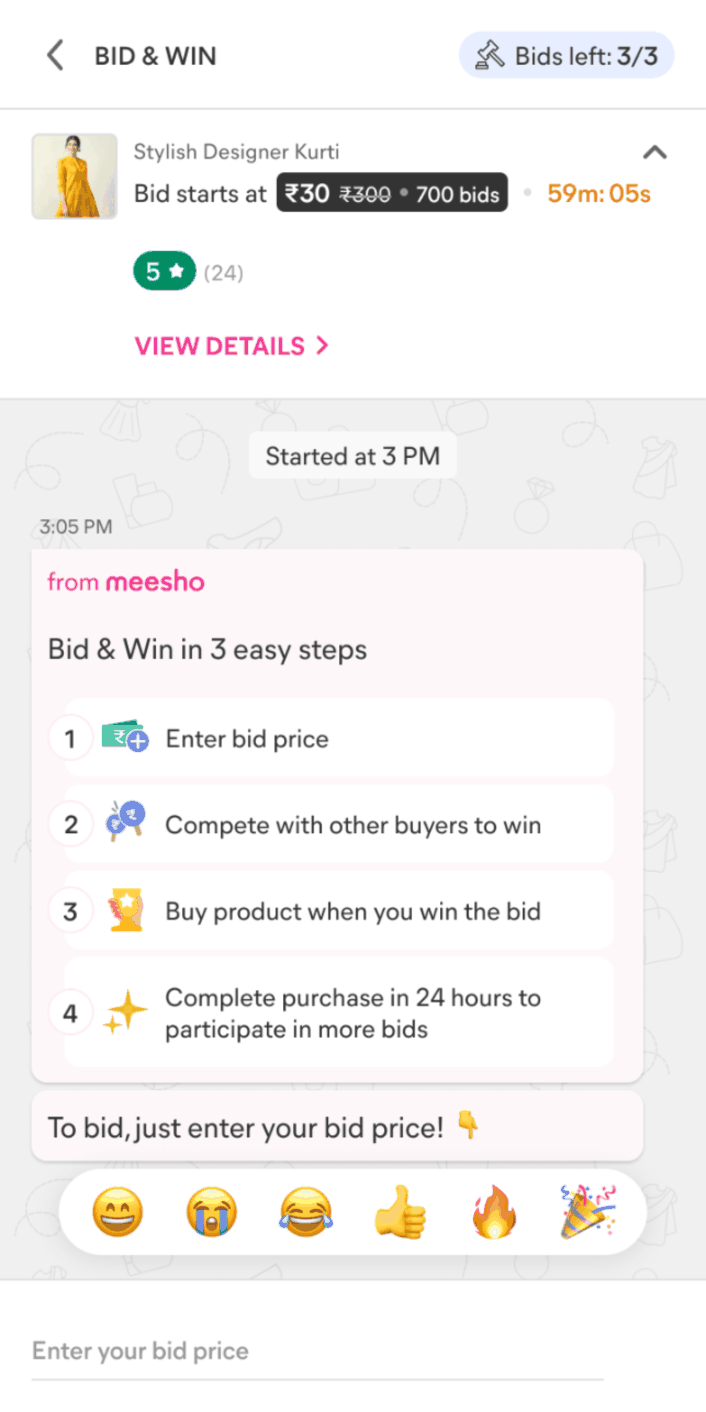 BID & WIN
Bids left: 3/3
Stylish Designer Kurti
Bid starts at ₹30 ₹300 • 700 bids • 59m: 05s
5 ★ (24)
VIEW DETAILS >
Started at 3 PM
3:05 PM
from meesho
Bid & Win in 3 easy steps
1 Enter bid price
2 Compete with other buyers to win
3 Buy product when you win the bid
4 Complete purchase in 24 hours to
participate in more bids
To bid, just enter your bid price! 👇
Enter your bid price